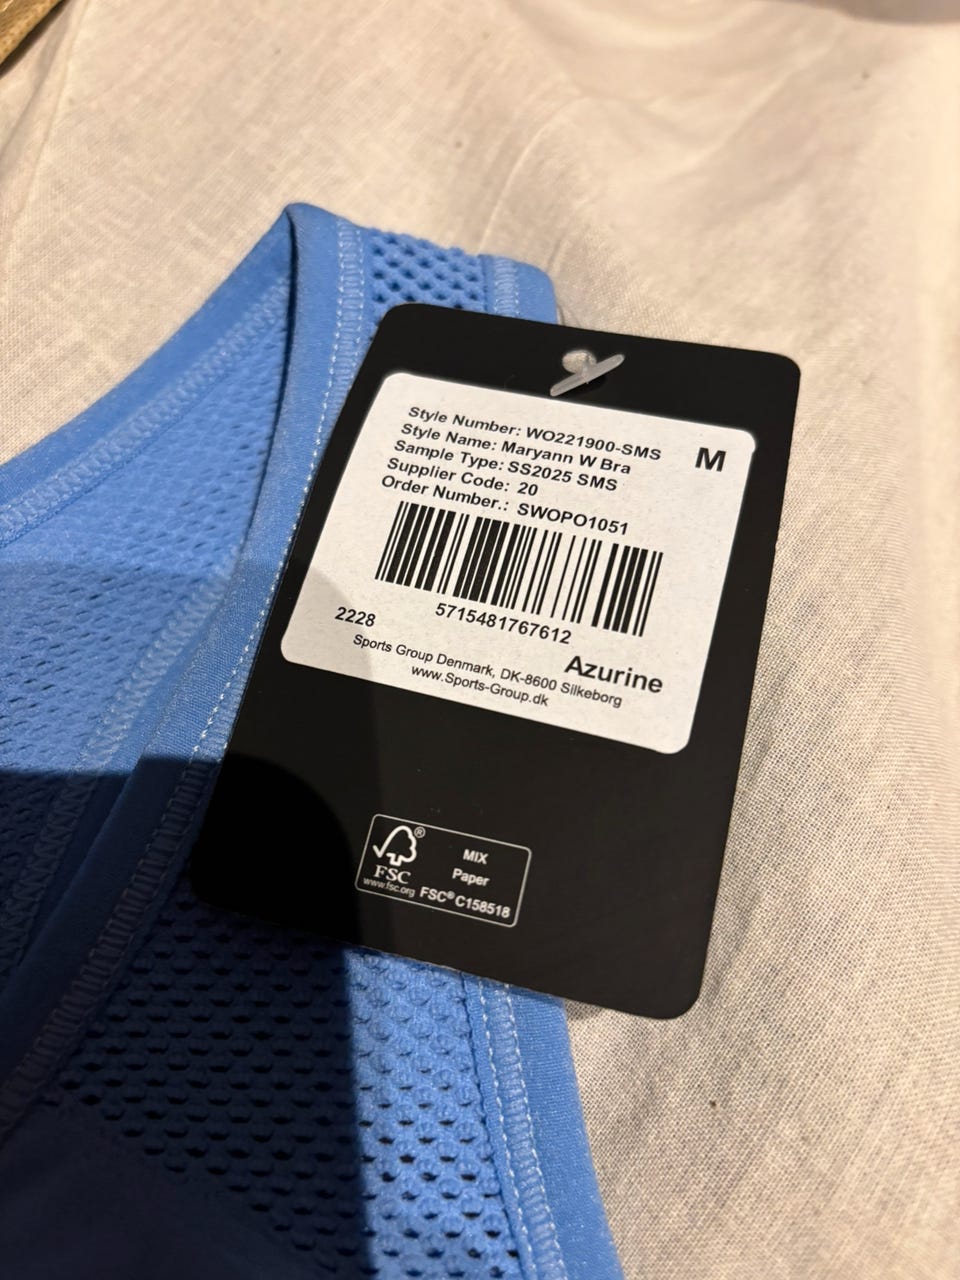 Style Number: WO221900-SMS
M
Style Name: Maryann W Bra
Sample Type: SS2025 SMS
Supplier Code: 20
Order Number.: SWOPO1051
5715481767612
2228
Azurine
Sports Group Denmark, DK-8600 Silkeborg
www.Sports-Group.dk
®
FSC
www.fsc.org
MIX
Paper
FSC® C158518